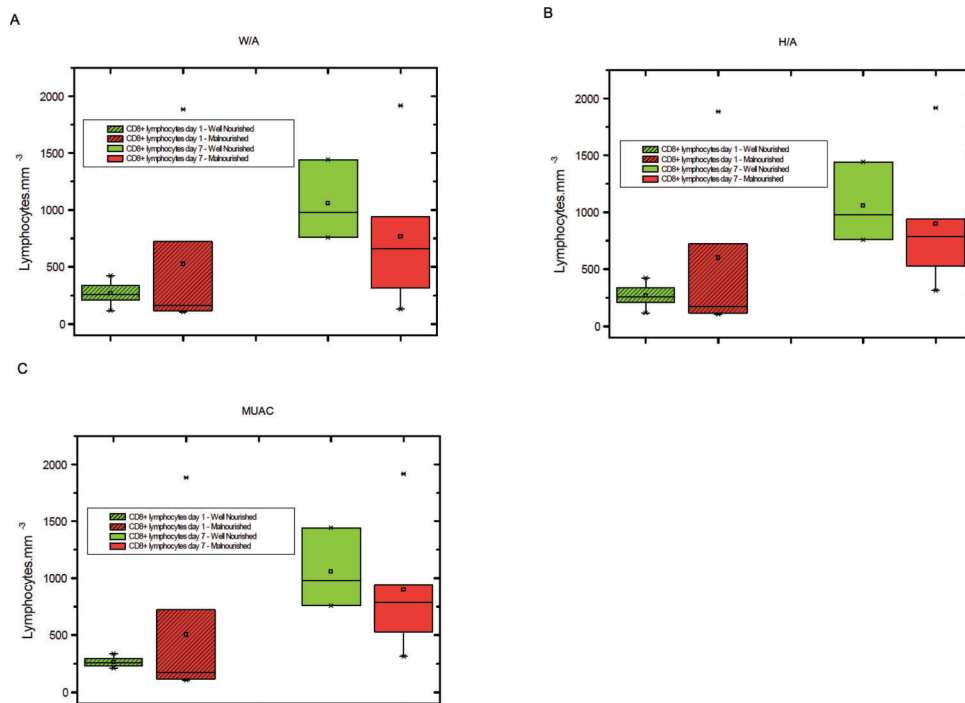 A
W/A
2000
1500
1000
500
0
Lymphocytes.mm -3
CD8+ lymphocytes day 1 - Well Nourished
CD8+ lymphocytes day 1 - Malnourished
CD8+ lymphocytes day 7 - Well Nourished
CD8+ lymphocytes day 7 - Malnourished
B
H/A
2000
1500
1000
500
0
Lymphocytes.mm -3
CD8+ lymphocytes day 1 - Well Nourished
CD8+ lymphocytes day 1 - Malnourished
CD8+ lymphocytes day 7 - Well Nourished
CD8+ lymphocytes day 7 - Malnourished
C
MUAC
2000
1500
1000
500
0
Lymphocytes.mm -3
CD8+ lymphocytes day 1 - Well Nourished
CD8+ lymphocytes day 1 - Malnourished
CD8+ lymphocytes day 7 - Well Nourished
CD8+ lymphocytes day 7 - Malnourished